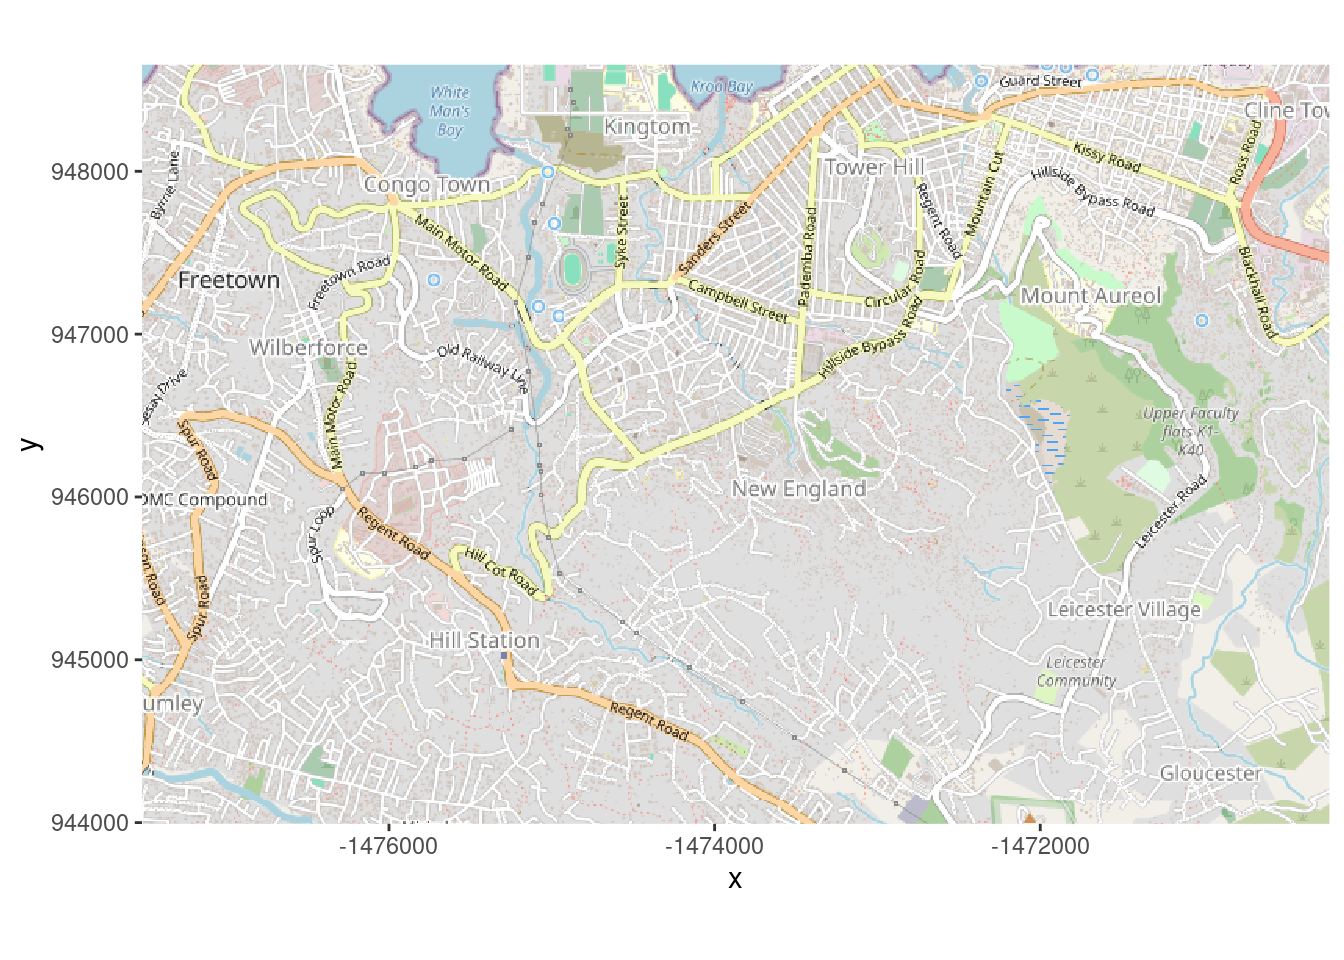 White
Man's
Bay
Kroo Bay
Guard Street
Cline Tow
Kingtom
Kissy Road
Ross Road
Byrne Lane
Congo Town
Tower Hill
Mountain Cut
Hillside Bypass Road
Regent Road
Main Motor Road
Syke Street
Sanders Street
Pademba Road
Freetown
Freetown Road
Campbell Street
Circular Road
Mount Aureol
Blackhall Road
Wilberforce
Old Railway Line
Hillside Bypass Road
Main Motor Road
Spur Road
Upper Faculty
flats K1-
K40
OMC Compound
New England
Leicester Road
Spur Loop
Regent Road
Hill Cot Road
son Road
Spur Road
Leicester Village
Hill Station
Leicester
Community
umley
Regent Road
Gloucester
948000
947000
946000
945000
944000
y
-1476000
-1474000
-1472000
x